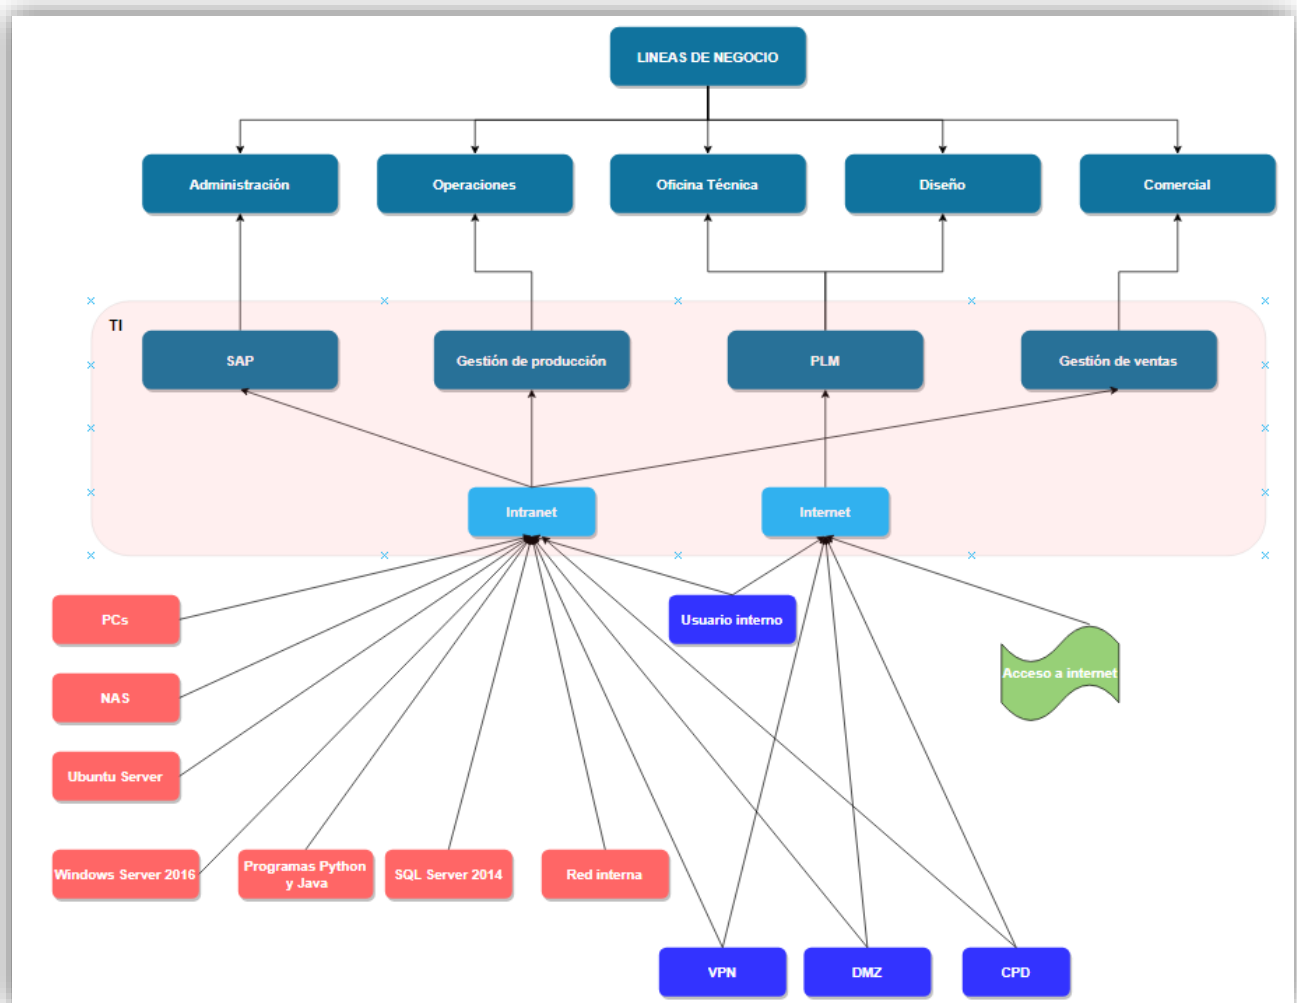 LINEAS DE NEGOCIO
Administración
Operaciones
Oficina Técnica
Diseño
Comercial
TI
SAP
Gestión de producción
PLM
Gestión de ventas
Intranet
Internet
PCs
Usuario interno
Acceso a internet
NAS
Ubuntu Server
Windows Server 2016
Programas Python
y Java
SQL Server 2014
Red interna
VPN
DMZ
CPD